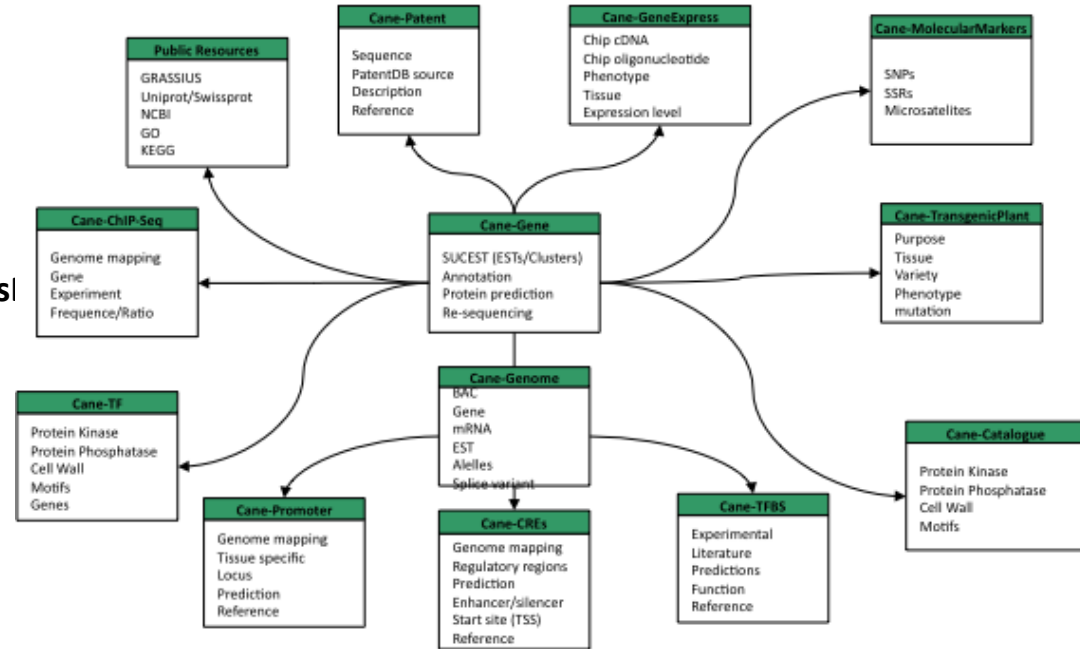 Public Resources
GRASSIUS
Uniprot/Swissprot
NCBI
GO
KEGG
Cane-Patent
Sequence
PatentDB source
Description
Reference
Cane-GeneExpress
Chip cDNA
Chip oligonucleotide
Phenotype
Tissue
Expression level
Cane-MolecularMarkers
SNPs
SSRs
Microsatelites
Cane-ChIP-Seq
Genome mapping
Gene
Experiment
Frequence/Ratio
Cane-Gene
SUCEST (ESTs/Clusters)
Annotation
Protein prediction
Re-sequencing
Cane-TransgenicPlant
Purpose
Tissue
Variety
Phenotype
mutation
Cane-TF
Protein Kinase
Protein Phosphatase
Cell Wall
Motifs
Genes
Cane-Genome
BAC
Gene
mRNA
EST
Alelles
Splice variant
Cane-Catalogue
Protein Kinase
Protein Phosphatase
Cell Wall
Motifs
Cane-Promoter
Genome mapping
Tissue specific
Locus
Prediction
Reference
Cane-CREs
Genome mapping
Regulatory regions
Prediction
Enhancer/silencer
Start site (TSS)
Reference
Cane-TFBS
Experimental
Literature
Predictions
Function
Reference